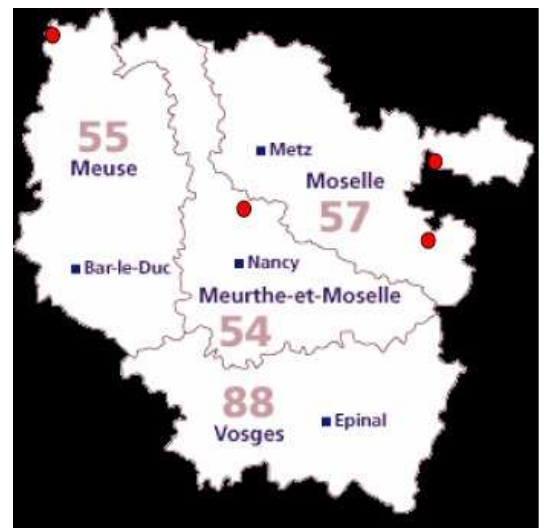 55
Meuse
Metz
Moselle
57
Bar-le-Duc
Nancy
Meurthe-et-Moselle
54
88
Vosges
Epinal